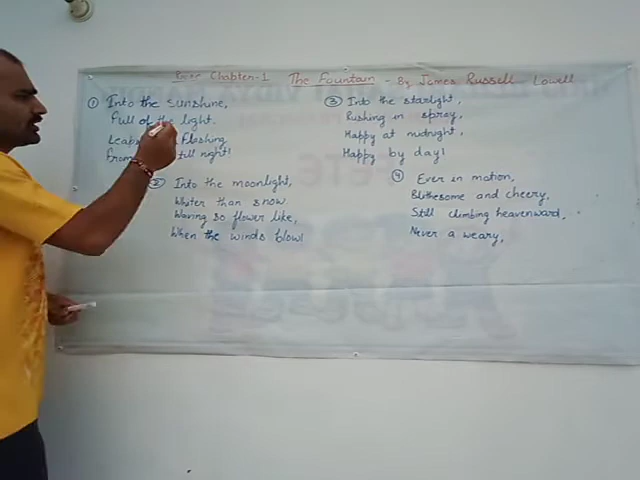 Poem Chapter-1 The Fountain - By James Russell Lowell
① Into the sunshine,
Full of the light.
Leaps Flashing
From till night!
② Into the moonlight,
Whiter than snow
Waving so flower like,
When the winds blow!
③ Into the starlight,
Rushing in spray,
Happy at midnight,
Happy by day!
④ Ever in motion,
Blithesome and cheery,
Still climbing heavenward,
Never a weary,